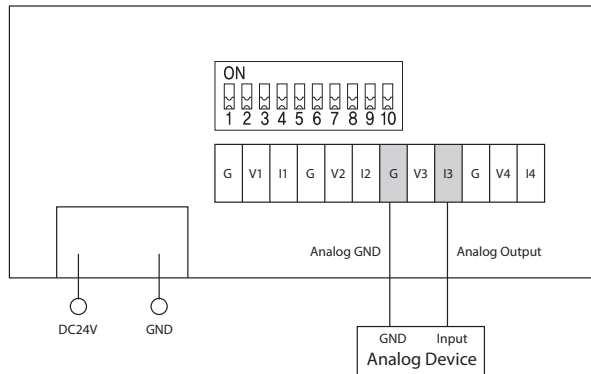 ON
1 2 3 4 5 6 7 8 9 10
G V1 I1 G V2 I2 G V3 I3 G V4 I4
Analog GND Analog Output
DC24V GND
GND Input
Analog Device